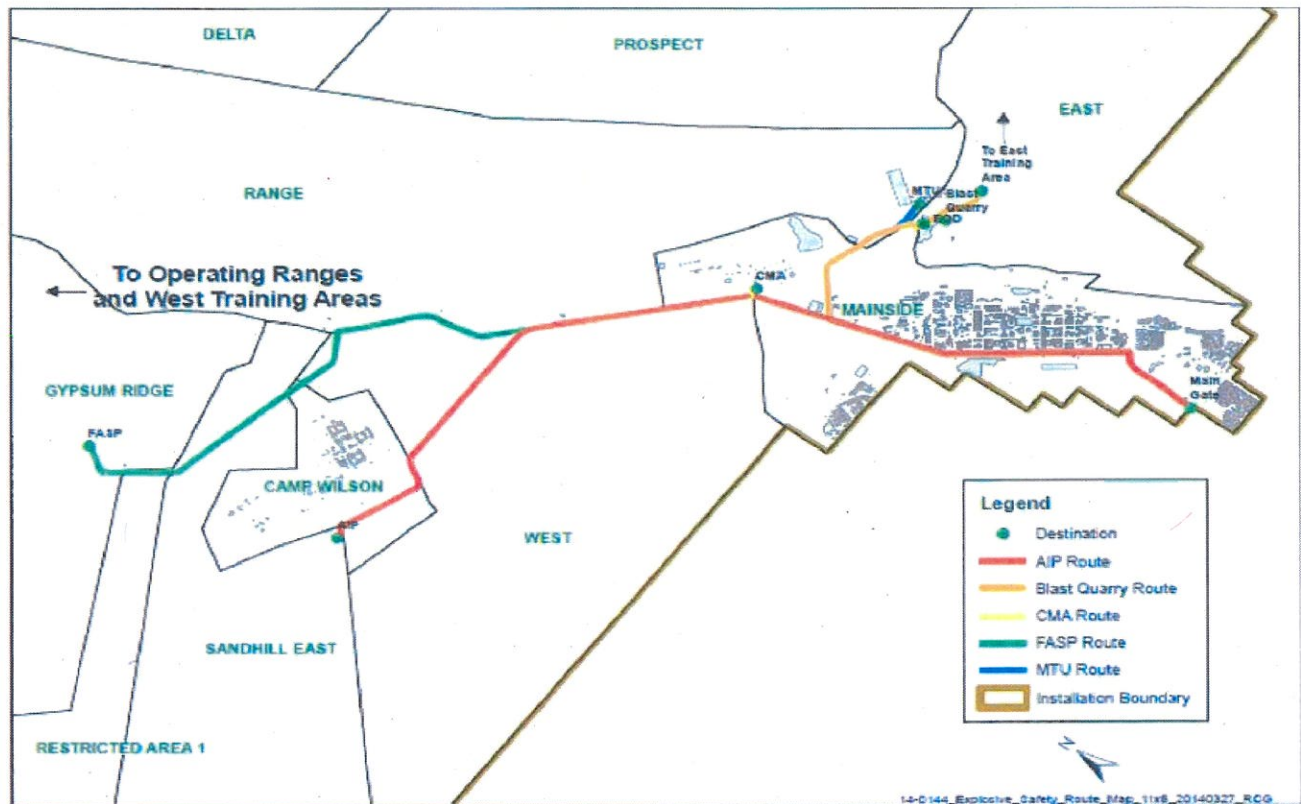 DELTA
PROSPECT
EAST
To East
Training
Area
RANGE
MTU
Blast
Quarry
EOD
To Operating Ranges
and West Training Areas
CMA
MAINSIDE
GYPSUM RIDGE
Main
Gate
FASP
CAMP WILSON
AIP
WEST
SANDHILL EAST
RESTRICTED AREA 1
Legend
Destination
AIP Route
Blast Quarry Route
CMA Route
FASP Route
MTU Route
Installation Boundary
N
14-0144_Explosive_Safety_Route_Map_11x8_20140327_RCG